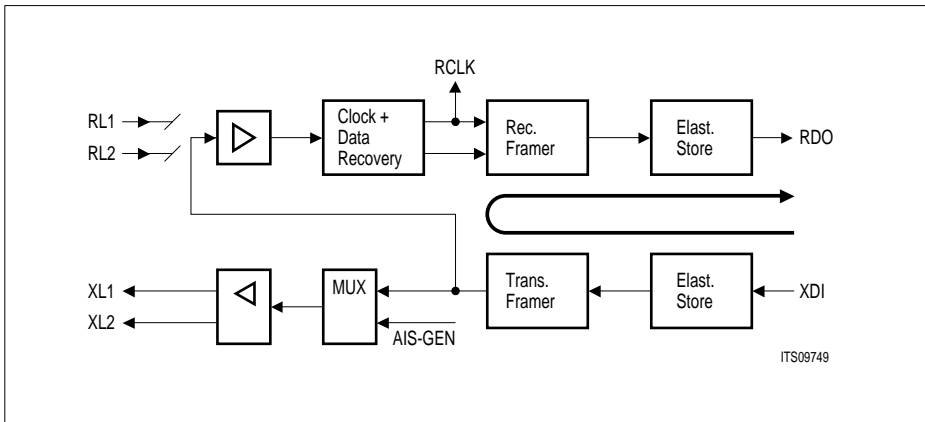 RCLK
RL1
RL2
Clock +
Data
Recovery
Rec.
Framer
Elast.
Store
RDO
XL1
XL2
MUX
AIS-GEN
Trans.
Framer
Elast.
Store
XDI
ITS09749